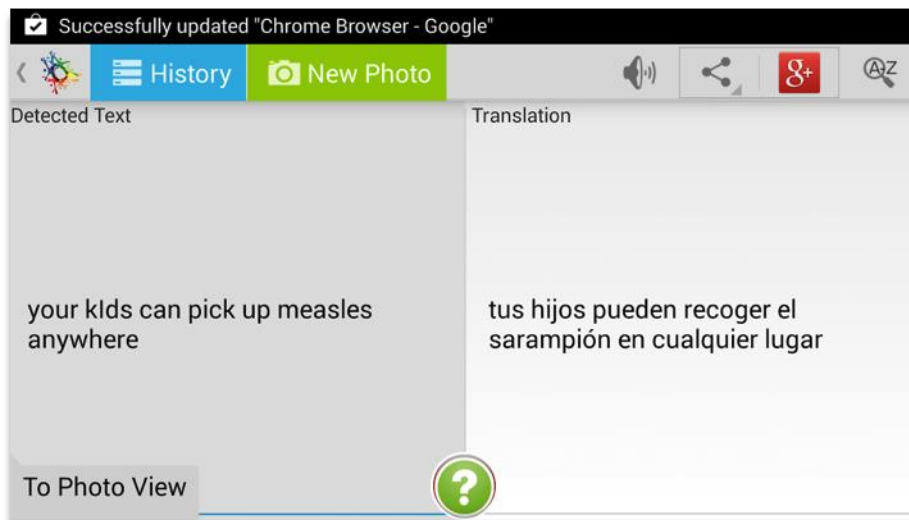 Successfully updated "Chrome Browser - Google"
History New Photo 8+ A-Z
Detected Text Translation
your kIds can pick up measles tus hijos pueden recoger el
anywhere sarampión en cualquier lugar
To Photo View ?